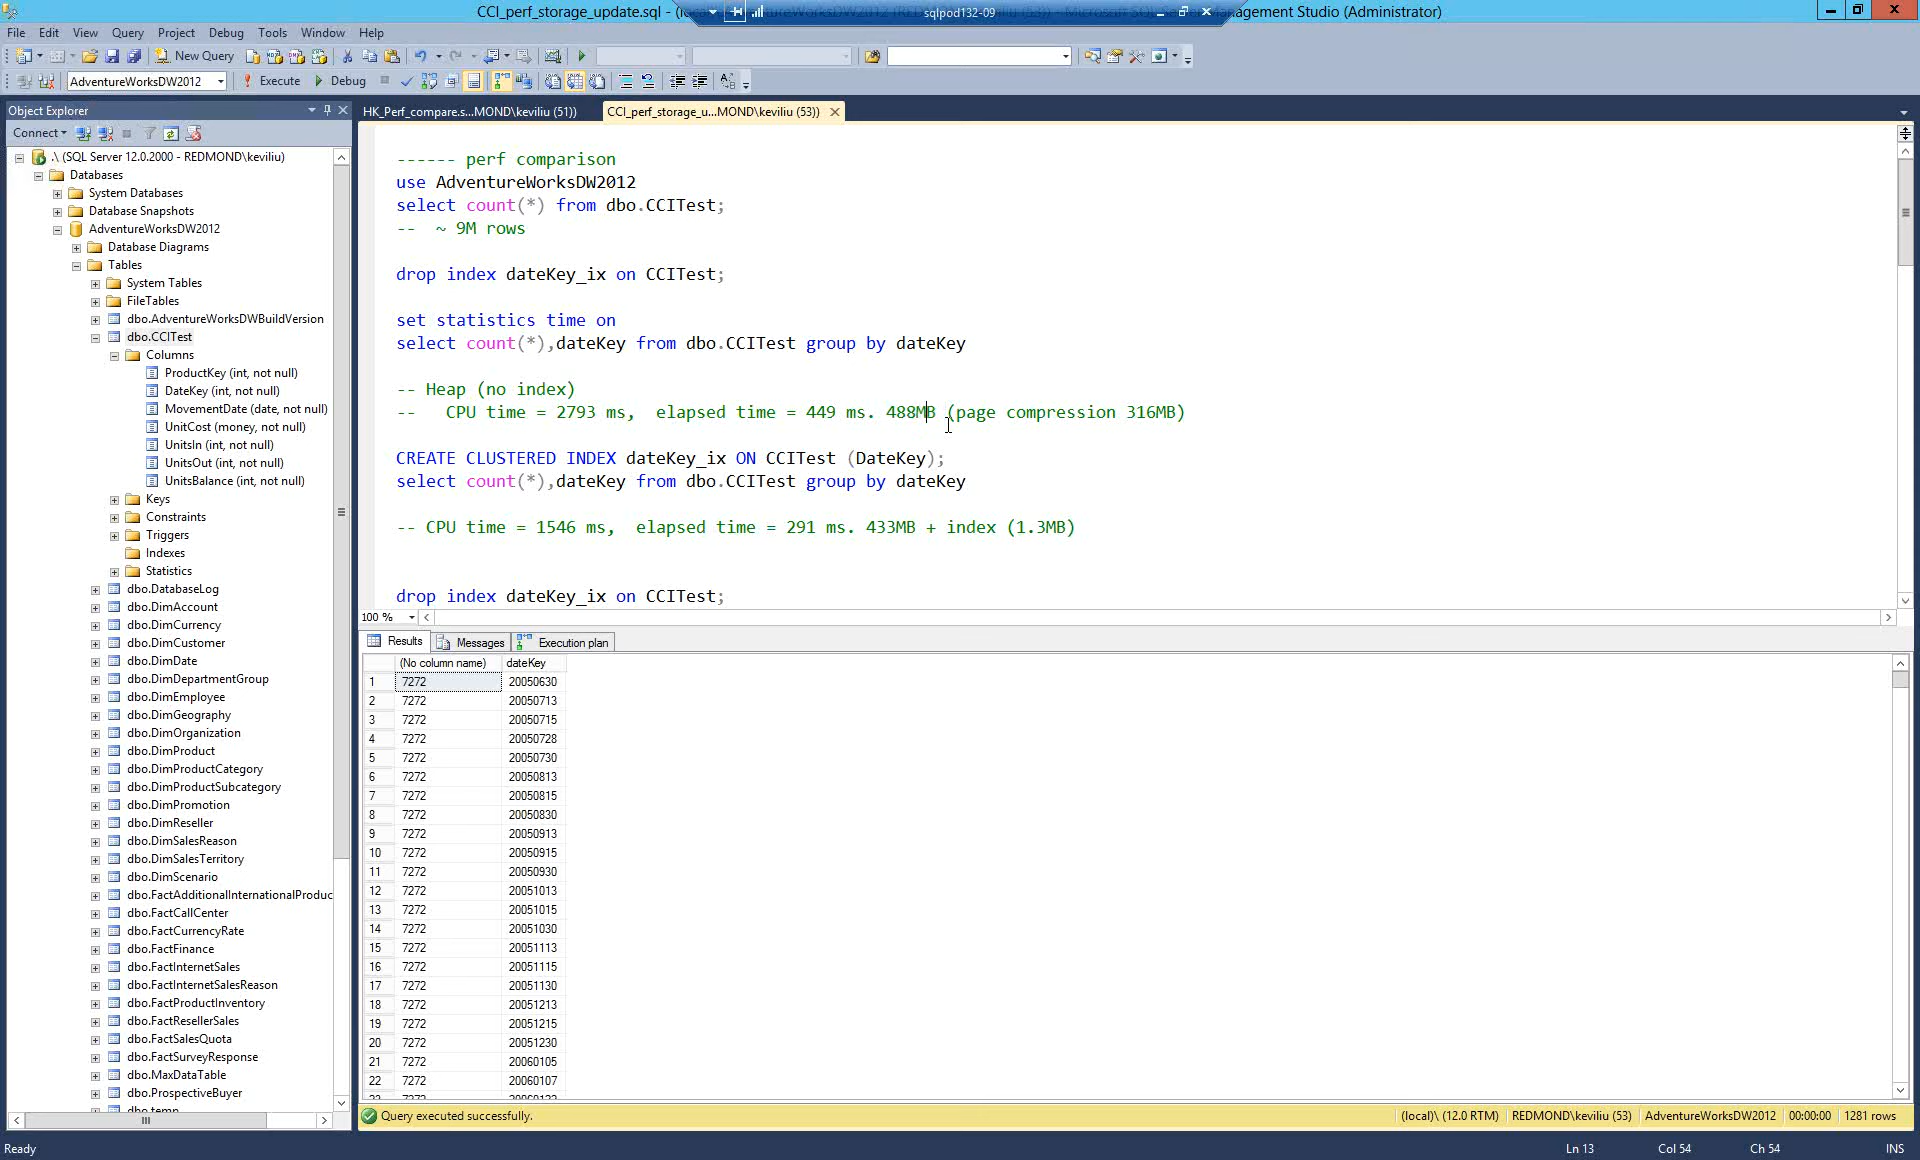 CCI_perf_storage_update.sql - (
sqlpod132-09
anagement Studio (Administrator)
File Edit View Query Project Debug Tools Window Help
New Query
AdventureWorksDW2012 Execute Debug
Object Explorer
HK_Perf_compare.s...MOND\keviliu (51))
CCI_perf_storage_u...MOND\keviliu (53))
Connect
.\ (SQL Server 12.0.2000 - REDMOND\keviliu)
Databases
System Databases
Database Snapshots
AdventureWorksDW2012
Database Diagrams
Tables
System Tables
FileTables
dbo.AdventureWorksDWBuildVersion
dbo.CCITest
Columns
ProductKey (int, not null)
DateKey (int, not null)
MovementDate (date, not null)
UnitCost (money, not null)
UnitsIn (int, not null)
UnitsOut (int, not null)
UnitsBalance (int, not null)
Keys
Constraints
Triggers
Indexes
Statistics
dbo.DatabaseLog
dbo.DimAccount
dbo.DimCurrency
dbo.DimCustomer
dbo.DimDate
dbo.DimDepartmentGroup
dbo.DimEmployee
dbo.DimGeography
dbo.DimOrganization
dbo.DimProduct
dbo.DimProductCategory
dbo.DimProductSubcategory
dbo.DimPromotion
dbo.DimReseller
dbo.DimSalesReason
dbo.DimSalesTerritory
dbo.DimScenario
dbo.FactAdditionalInternationalProduc
dbo.FactCallCenter
dbo.FactCurrencyRate
dbo.FactFinance
dbo.FactInternetSales
dbo.FactInternetSalesReason
dbo.FactProductInventory
dbo.FactResellerSales
dbo.FactSalesQuota
dbo.FactSurveyResponse
dbo.MaxDataTable
dbo.ProspectiveBuyer
dbo.temp
------ perf comparison
use AdventureWorksDW2012
select count(*) from dbo.CCITest;
-- ~ 9M rows
drop index dateKey_ix on CCITest;
set statistics time on
select count(*),dateKey from dbo.CCITest group by dateKey
-- Heap (no index)
-- CPU time = 2793 ms, elapsed time = 449 ms. 488MB (page compression 316MB)
CREATE CLUSTERED INDEX dateKey_ix ON CCITest (DateKey);
select count(*),dateKey from dbo.CCITest group by dateKey
-- CPU time = 1546 ms, elapsed time = 291 ms. 433MB + index (1.3MB)
drop index dateKey_ix on CCITest;
100 %
Results Messages Execution plan
(No column name) dateKey
1 7272 20050630
2 7272 20050713
3 7272 20050715
4 7272 20050728
5 7272 20050730
6 7272 20050813
7 7272 20050815
8 7272 20050830
9 7272 20050913
10 7272 20050915
11 7272 20050930
12 7272 20051013
13 7272 20051015
14 7272 20051030
15 7272 20051113
16 7272 20051115
17 7272 20051130
18 7272 20051213
19 7272 20051215
20 7272 20051230
21 7272 20060105
22 7272 20060107
Query executed successfully.
(local)\ (12.0 RTM) REDMOND\keviliu (53) AdventureWorksDW2012 00:00:00 1281 rows
Ready Ln 13 Col 54 Ch 54 INS